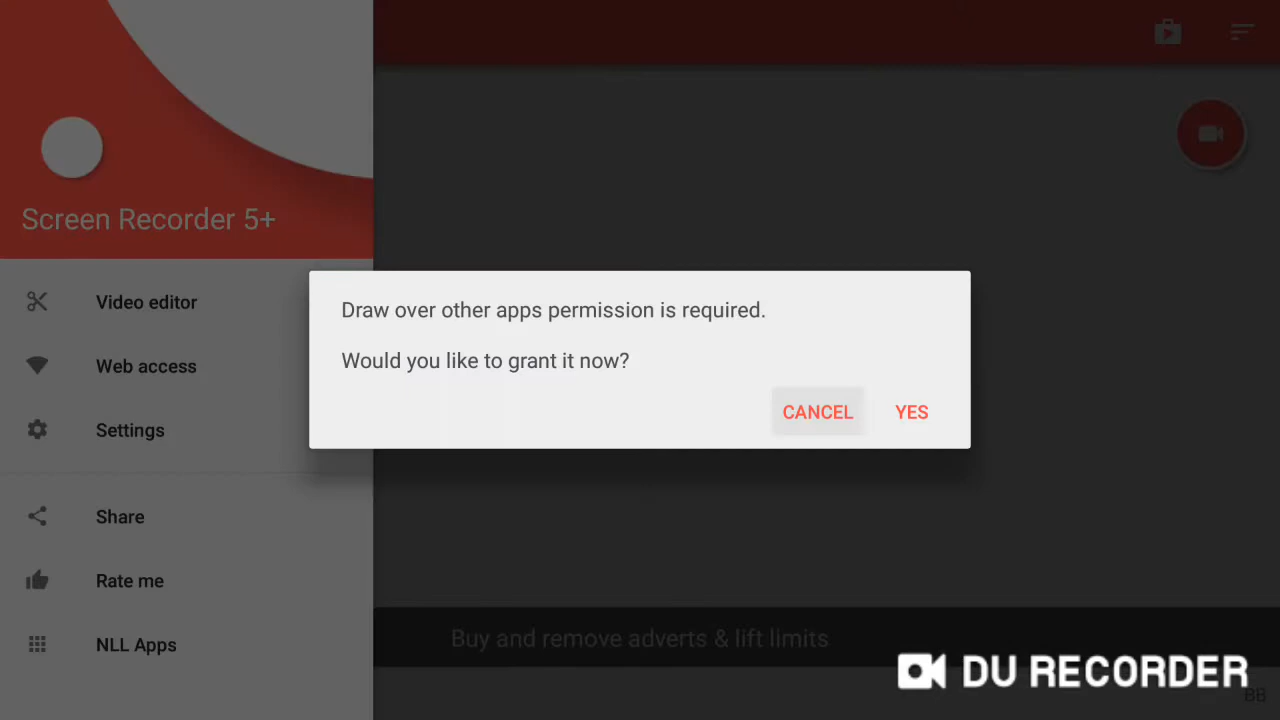 Screen Recorder 5+
Video editor
Web access
Settings
Share
Rate me
NLL Apps
Draw over other apps permission is required.
Would you like to grant it now?
CANCEL YES
Buy and remove adverts & lift limits
DU RECORDER
BB